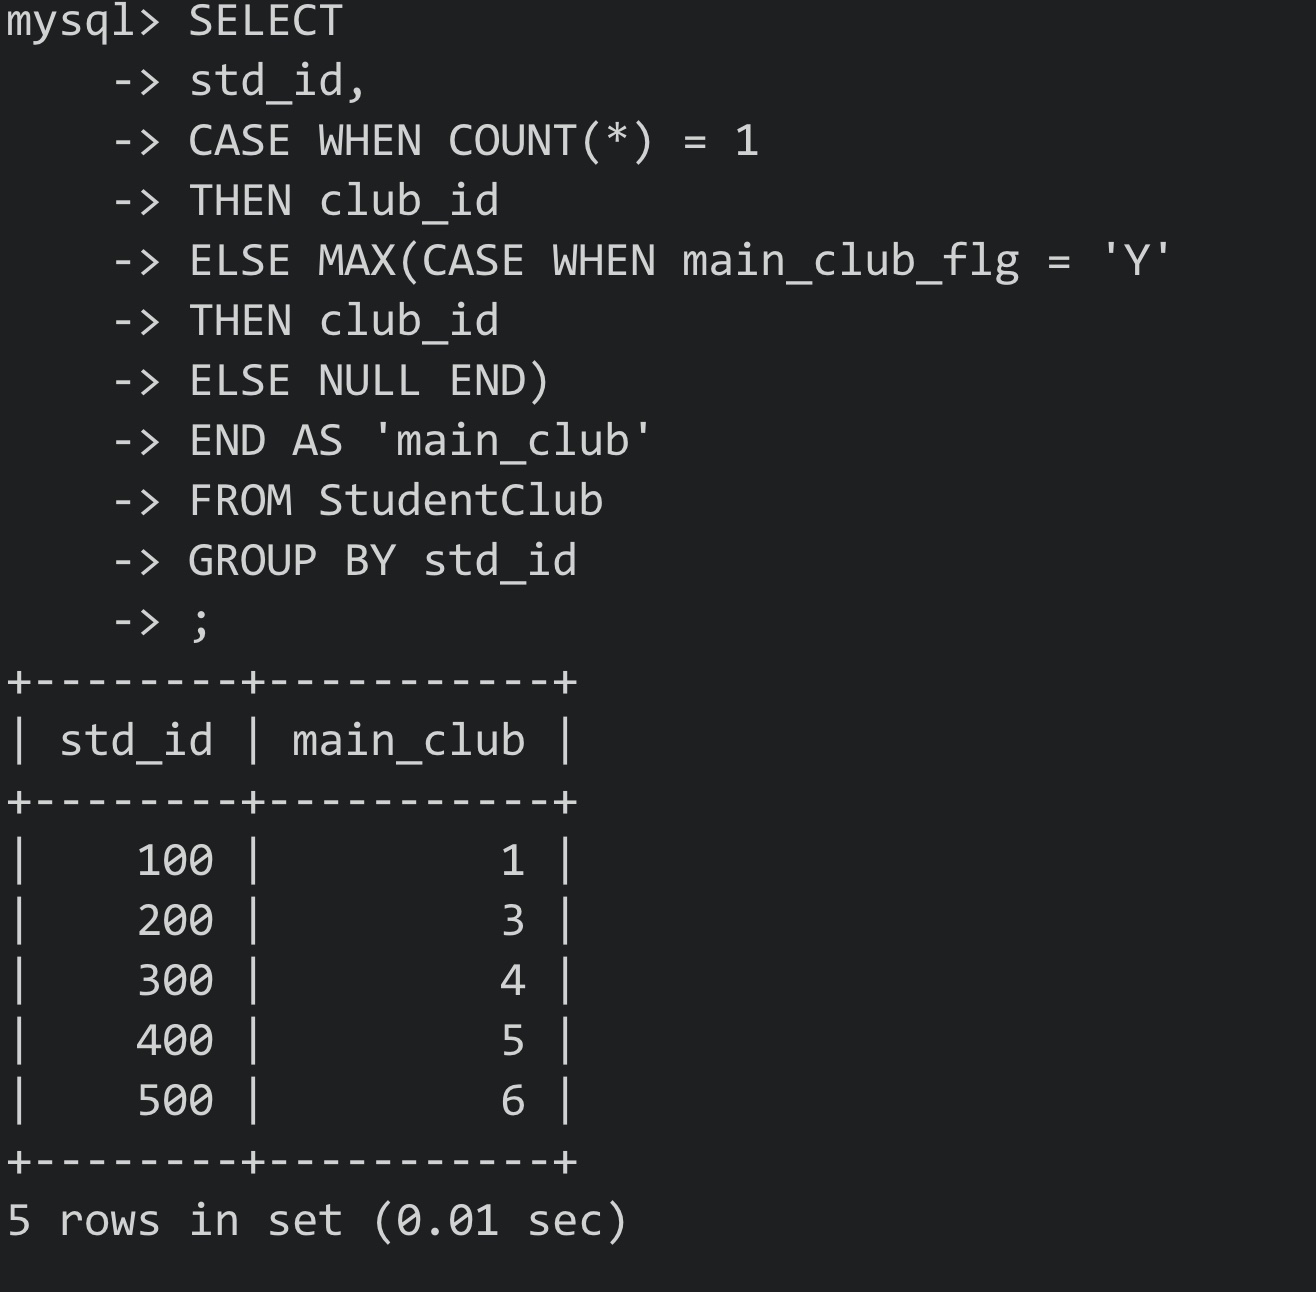 mysql> SELECT
    -> std_id,
    -> CASE WHEN COUNT(*) = 1
    -> THEN club_id
    -> ELSE MAX(CASE WHEN main_club_flg = 'Y'
    -> THEN club_id
    -> ELSE NULL END)
    -> END AS 'main_club'
    -> FROM StudentClub
    -> GROUP BY std_id
    -> ;
+--------+-----------+
| std_id | main_club |
+--------+-----------+
|    100 |         1 |
|    200 |         3 |
|    300 |         4 |
|    400 |         5 |
|    500 |         6 |
+--------+-----------+
5 rows in set (0.01 sec)